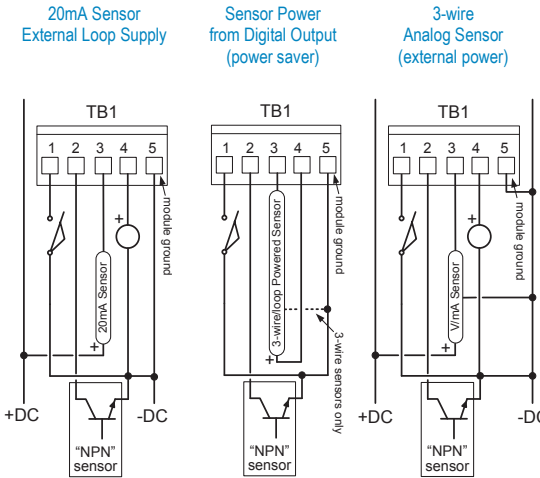 20mA Sensor
External Loop Supply
TB1
1 2 3 4 5
module ground
+
20mA Sensor
+
+DC
-DC
"NPN"
sensor
Sensor Power
from Digital Output
(power saver)
TB1
1 2 3 4 5
module ground
3-wire/loop Powered Sensor
+
3-wire sensors only
"NPN"
sensor
3-wire
Analog Sensor
(external power)
TB1
1 2 3 4 5
module ground
+
V/mA Sensor
+
+DC
-DC
"NPN"
sensor